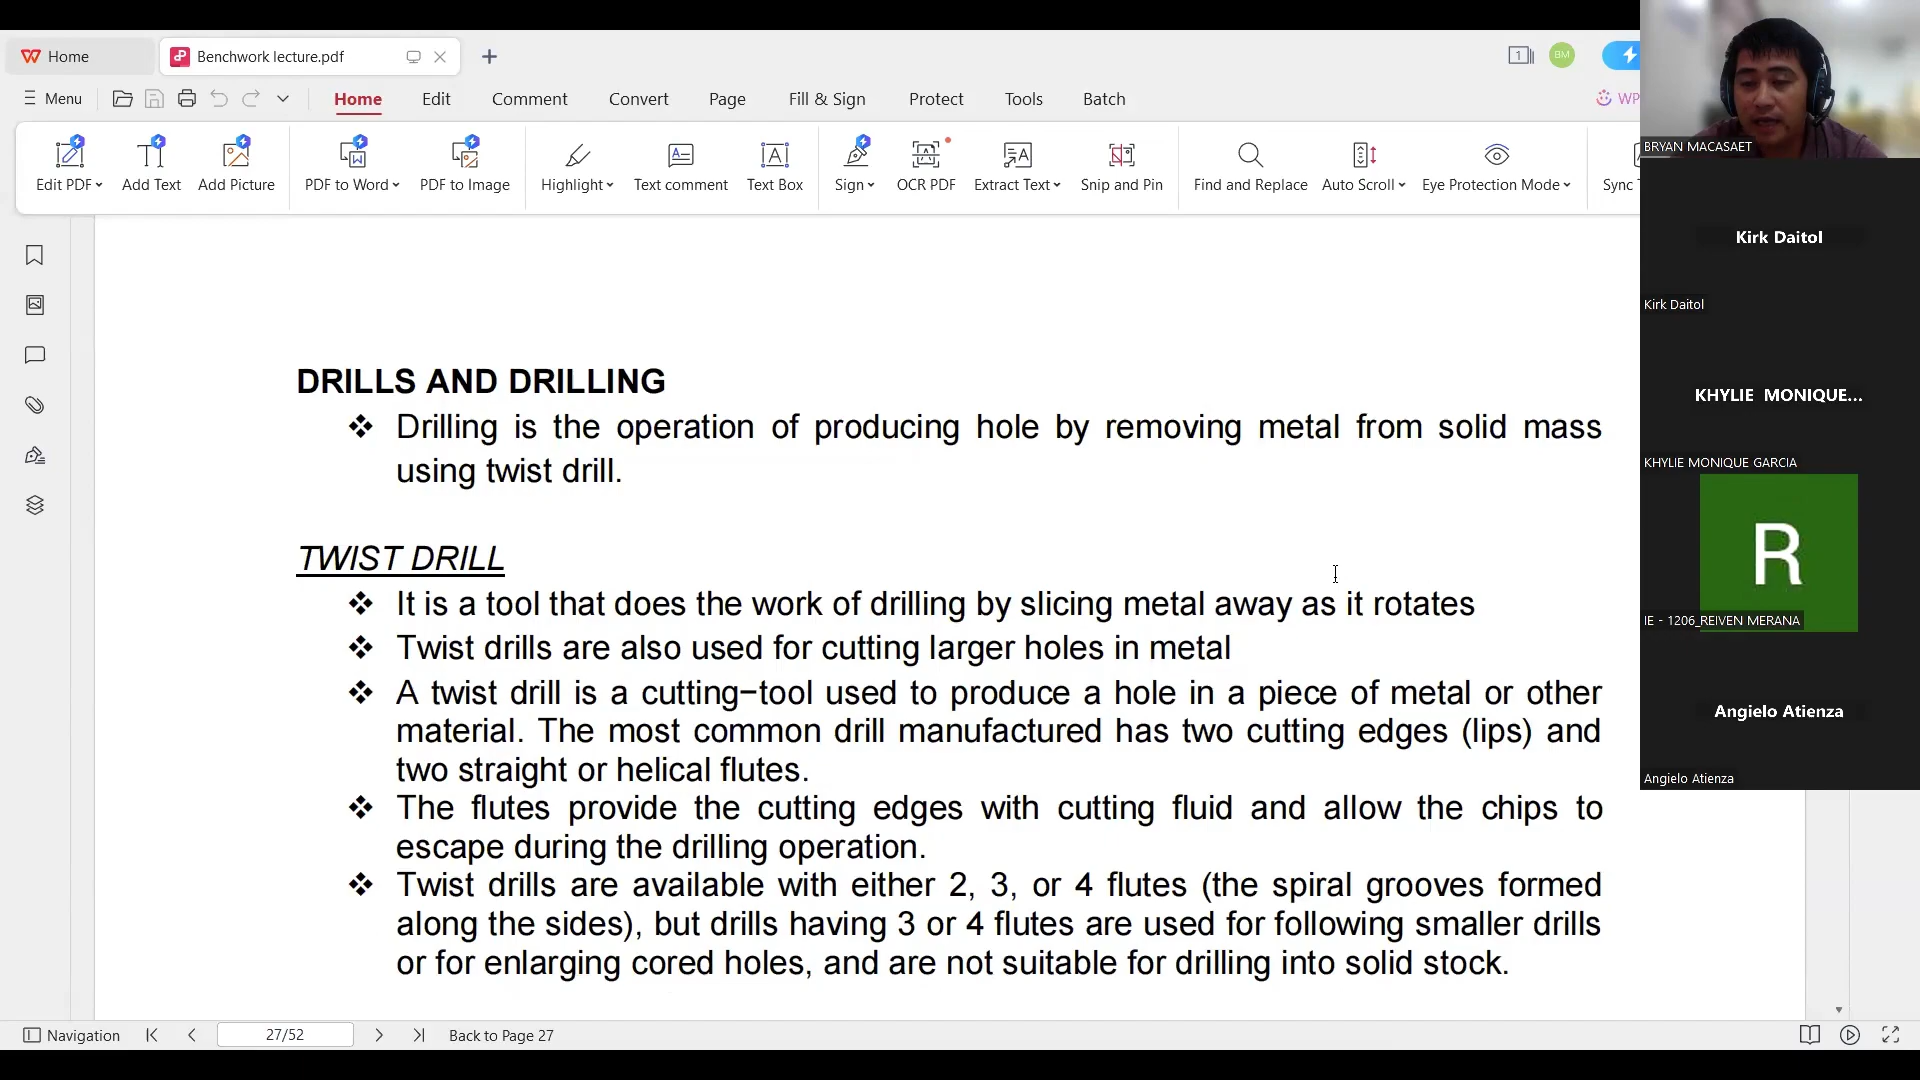 Home
Benchwork lecture.pdf
1
BM
Menu
Home
Edit
Comment
Convert
Page
Fill & Sign
Protect
Tools
Batch
Edit PDF
Add Text
Add Picture
PDF to Word
PDF to Image
Highlight
Text comment
Text Box
Sign
OCR PDF
Extract Text
Snip and Pin
Find and Replace
Auto Scroll
Eye Protection Mode
Sync
DRILLS AND DRILLING
❖ Drilling is the operation of producing hole by removing metal from solid mass
using twist drill.
TWIST DRILL
❖ It is a tool that does the work of drilling by slicing metal away as it rotates
❖ Twist drills are also used for cutting larger holes in metal
❖ A twist drill is a cutting−tool used to produce a hole in a piece of metal or other
material. The most common drill manufactured has two cutting edges (lips) and
two straight or helical flutes.
❖ The flutes provide the cutting edges with cutting fluid and allow the chips to
escape during the drilling operation.
❖ Twist drills are available with either 2, 3, or 4 flutes (the spiral grooves formed
along the sides), but drills having 3 or 4 flutes are used for following smaller drills
or for enlarging cored holes, and are not suitable for drilling into solid stock.
Navigation
27/52
Back to Page 27
BRYAN MACASAET
Kirk Daitol
Kirk Daitol
KHYLIE MONIQUE...
KHYLIE MONIQUE GARCIA
R
IE - 1206_REIVEN MERANA
Angielo Atienza
Angielo Atienza